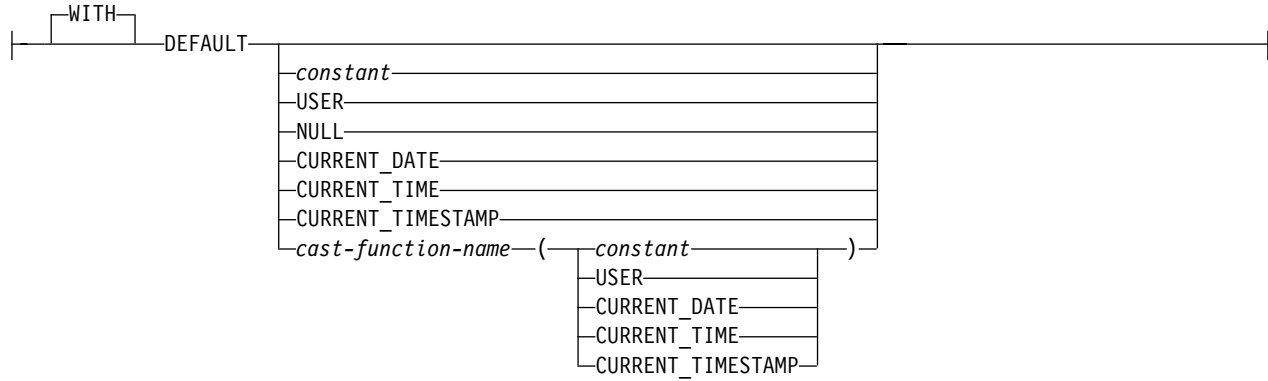 WITH
DEFAULT
constant
USER
NULL
CURRENT_DATE
CURRENT_TIME
CURRENT_TIMESTAMP
cast-function-name ( constant )
USER
CURRENT_DATE
CURRENT_TIME
CURRENT_TIMESTAMP